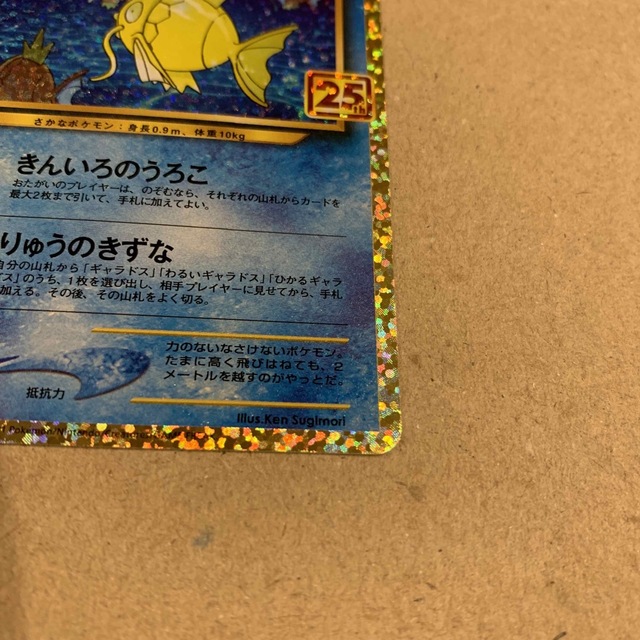 25th
さかなポケモン：身長0.9m、体重10kg
きんいろのうろこ
おたがいのプレイヤーは、のぞむなら、それぞれの山札からカードを
最大2枚まで引いて、手札に加えてよい。
りゅうのきずな
自分の山札から「ギャラドス」「わるいギャラドス」「ひかるギャラ
ドス」のうち、1枚を選び出し、相手プレイヤーに見せてから、手札
加える。その後、その山札をよく切る。
力のないなさけないポケモン。
たまに高く飛びはねても、2
メートルを越すのがやっとだ。
抵抗力
Illus.Ken Sugimori